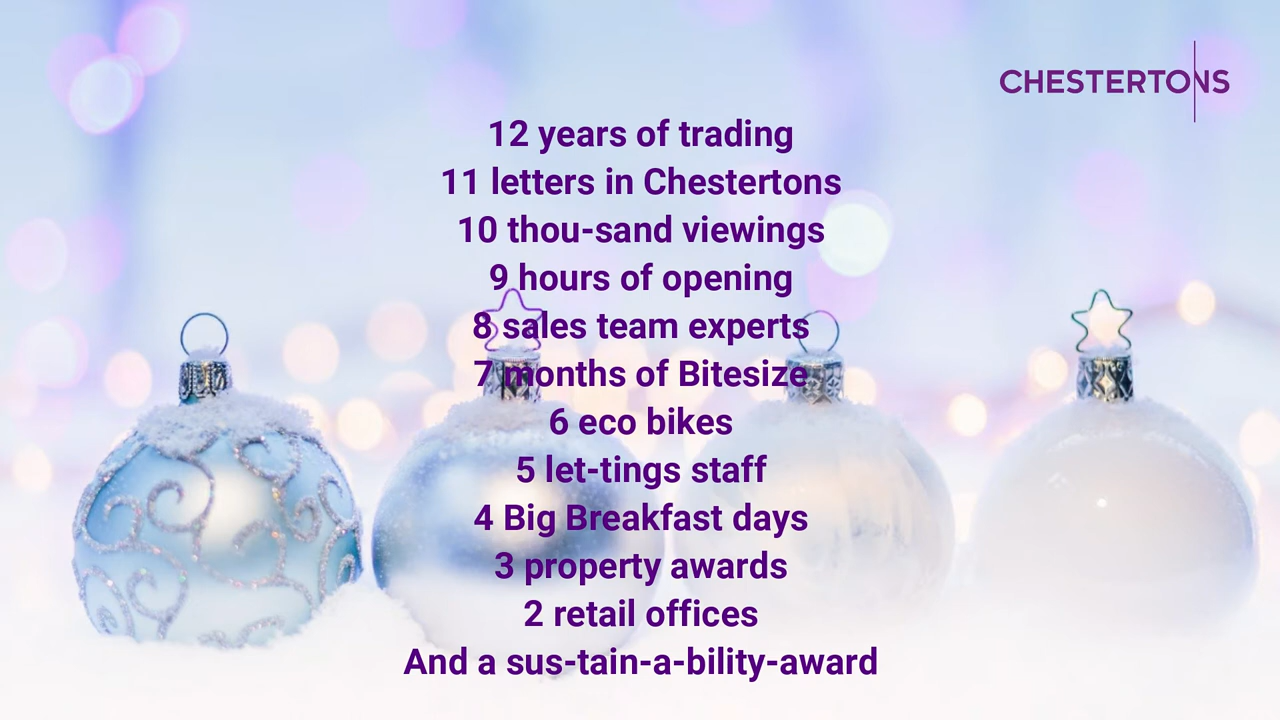 CHESTERTONS
12 years of trading
11 letters in Chestertons
10 thou-sand viewings
9 hours of opening
8 sales team experts
7 months of Bitesize
6 eco bikes
5 let-tings staff
4 Big Breakfast days
3 property awards
2 retail offices
And a sus-tain-a-bility-award